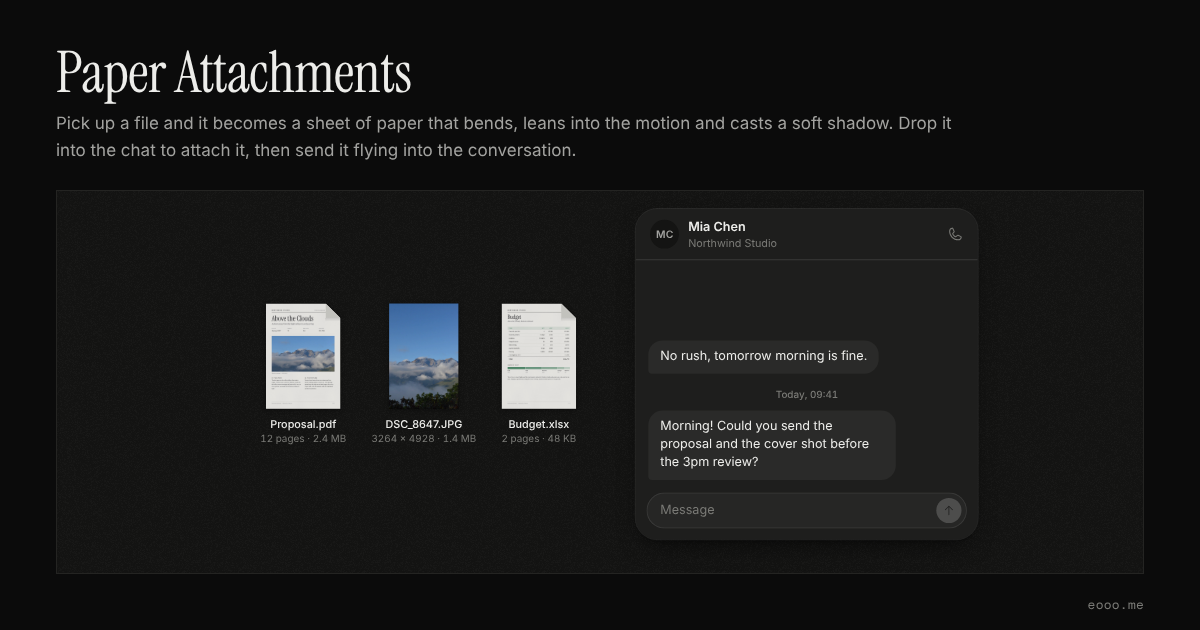 Paper Attachments
Pick up a file and it becomes a sheet of paper that bends, leans into the motion and casts a soft shadow. Drop it
into the chat to attach it, then send it flying into the conversation.
Above the Clouds
Budget
Proposal.pdf
12 pages · 2.4 MB
DSC_8647.JPG
3264 × 4928 · 1.4 MB
Budget.xlsx
2 pages · 48 KB
MC
Mia Chen
Northwind Studio
No rush, tomorrow morning is fine.
Today, 09:41
Morning! Could you send the
proposal and the cover shot before
the 3pm review?
Message
eooo.me